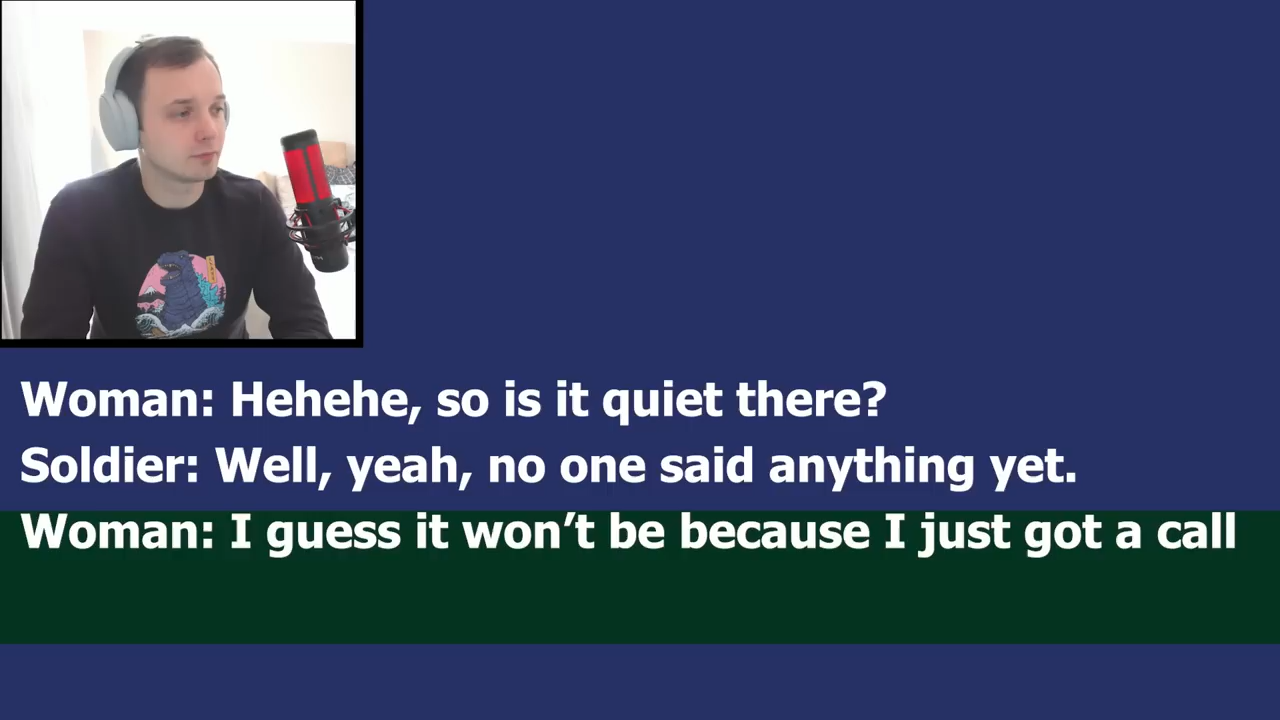 Woman: Hehehe, so is it quiet there?
Soldier: Well, yeah, no one said anything yet.
Woman: I guess it won’t be because I just got a call